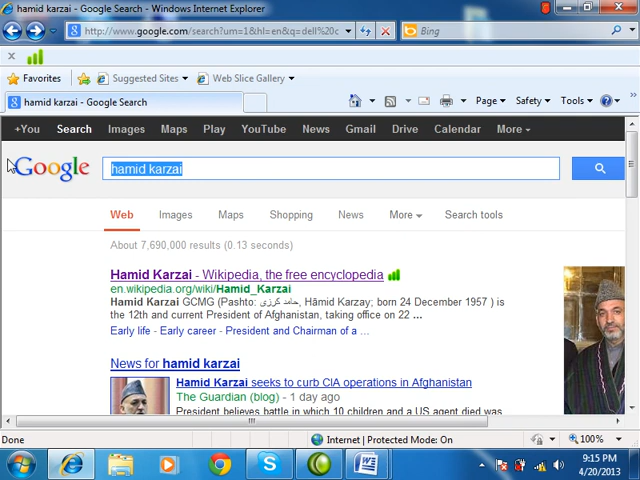 hamid karzai - Google Search - Windows Internet Explorer
http://www.google.com/search?um=1&hl=en&q=dell%20c
Bing
Favorites
Suggested Sites
Web Slice Gallery
hamid karzai - Google Search
Page
Safety
Tools
+You
Search
Images
Maps
Play
YouTube
News
Gmail
Drive
Calendar
More
Google
hamid karzai
Web
Images
Maps
Shopping
News
More
Search tools
About 7,690,000 results (0.13 seconds)
Hamid Karzai - Wikipedia, the free encyclopedia
en.wikipedia.org/wiki/Hamid_Karzai
Hamid Karzai GCMG (Pashto: حامد کرزی, Hāmid Karzay; born 24 December 1957 ) is
the 12th and current President of Afghanistan, taking office on 22 ...
Early life - Early career - President and Chairman of a ...
News for hamid karzai
Hamid Karzai seeks to curb CIA operations in Afghanistan
The Guardian (blog) - 1 day ago
President believes battle in which 10 children and a US agent died was
Done
Internet | Protected Mode: On
100%
9:15 PM
4/20/2013